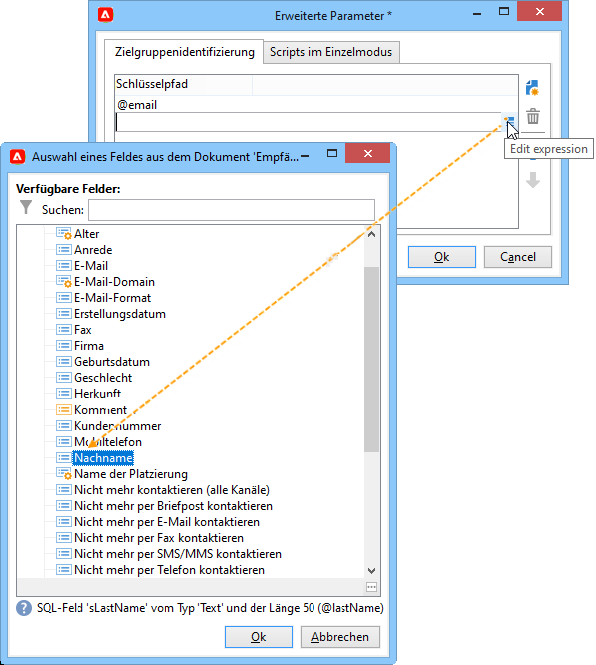 Erweiterte Parameter *
Zielgruppenidentifizierung
Scripts im Einzelmodus
Schlüsselpfad
@email
Edit expression
Ok
Cancel
Auswahl eines Feldes aus dem Dokument 'Empfä...
Verfügbare Felder:
Suchen:
Alter
Anrede
E-Mail
E-Mail-Domain
E-Mail-Format
Erstellungsdatum
Fax
Firma
Geburtsdatum
Geschlecht
Herkunft
Komment
Kundennummer
Mobiltelefon
Nachname
Name der Platzierung
Nicht mehr kontaktieren (alle Kanäle)
Nicht mehr per Briefpost kontaktieren
Nicht mehr per E-Mail kontaktieren
Nicht mehr per Fax kontaktieren
Nicht mehr per SMS/MMS kontaktieren
Nicht mehr per Telefon kontaktieren
SQL-Feld 'sLastName' vom Typ 'Text' und der Länge 50 (@lastName)
Ok
Abbrechen